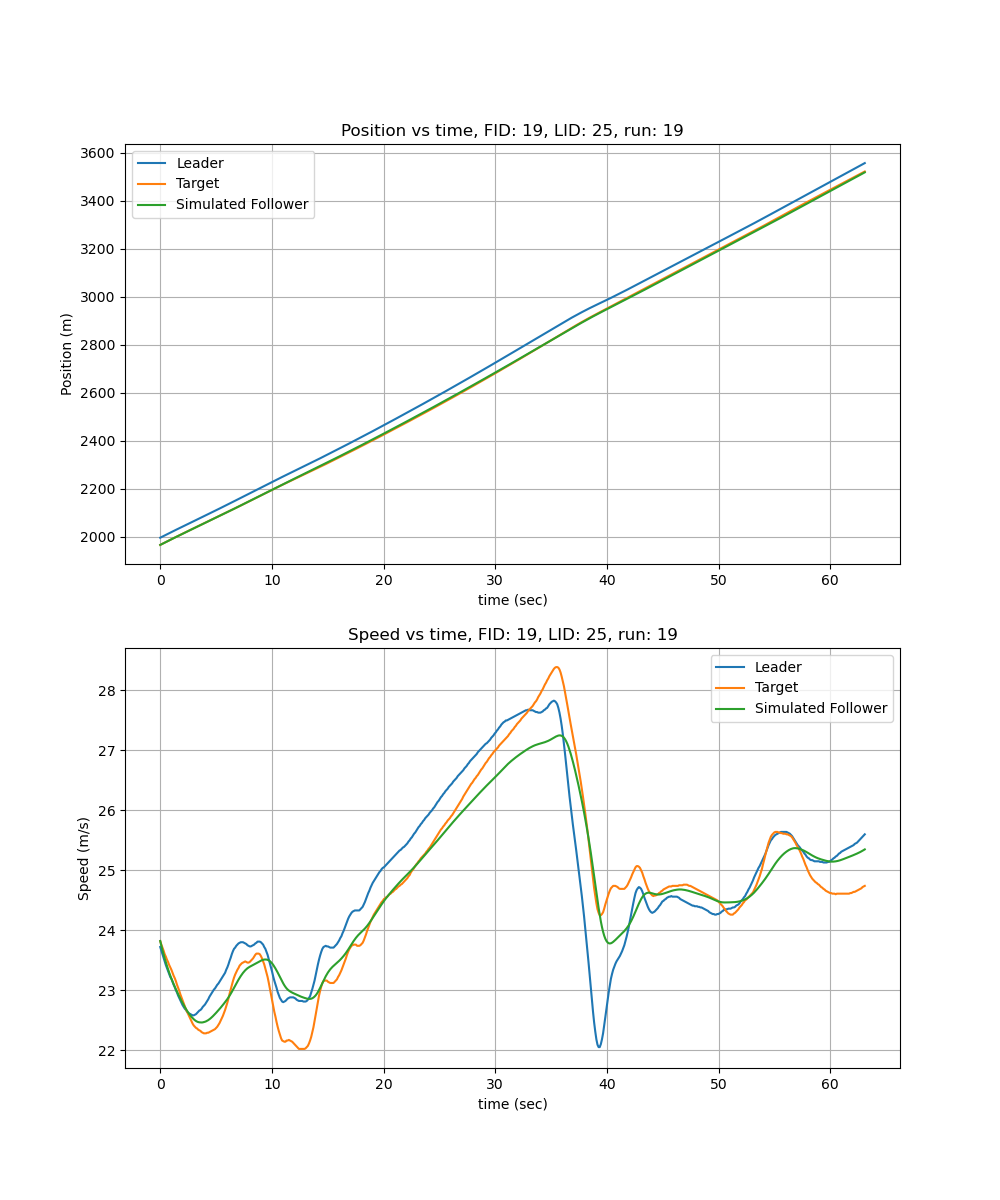 Position vs time, FID: 19, LID: 25, run: 19
Leader
Target
Simulated Follower
3600
3400
3200
3000
2800
2600
2400
2200
2000
Position (m)
0 10 20 30 40 50 60
time (sec)
Speed vs time, FID: 19, LID: 25, run: 19
Leader
Target
Simulated Follower
28
27
26
25
24
23
22
Speed (m/s)
0 10 20 30 40 50 60
time (sec)